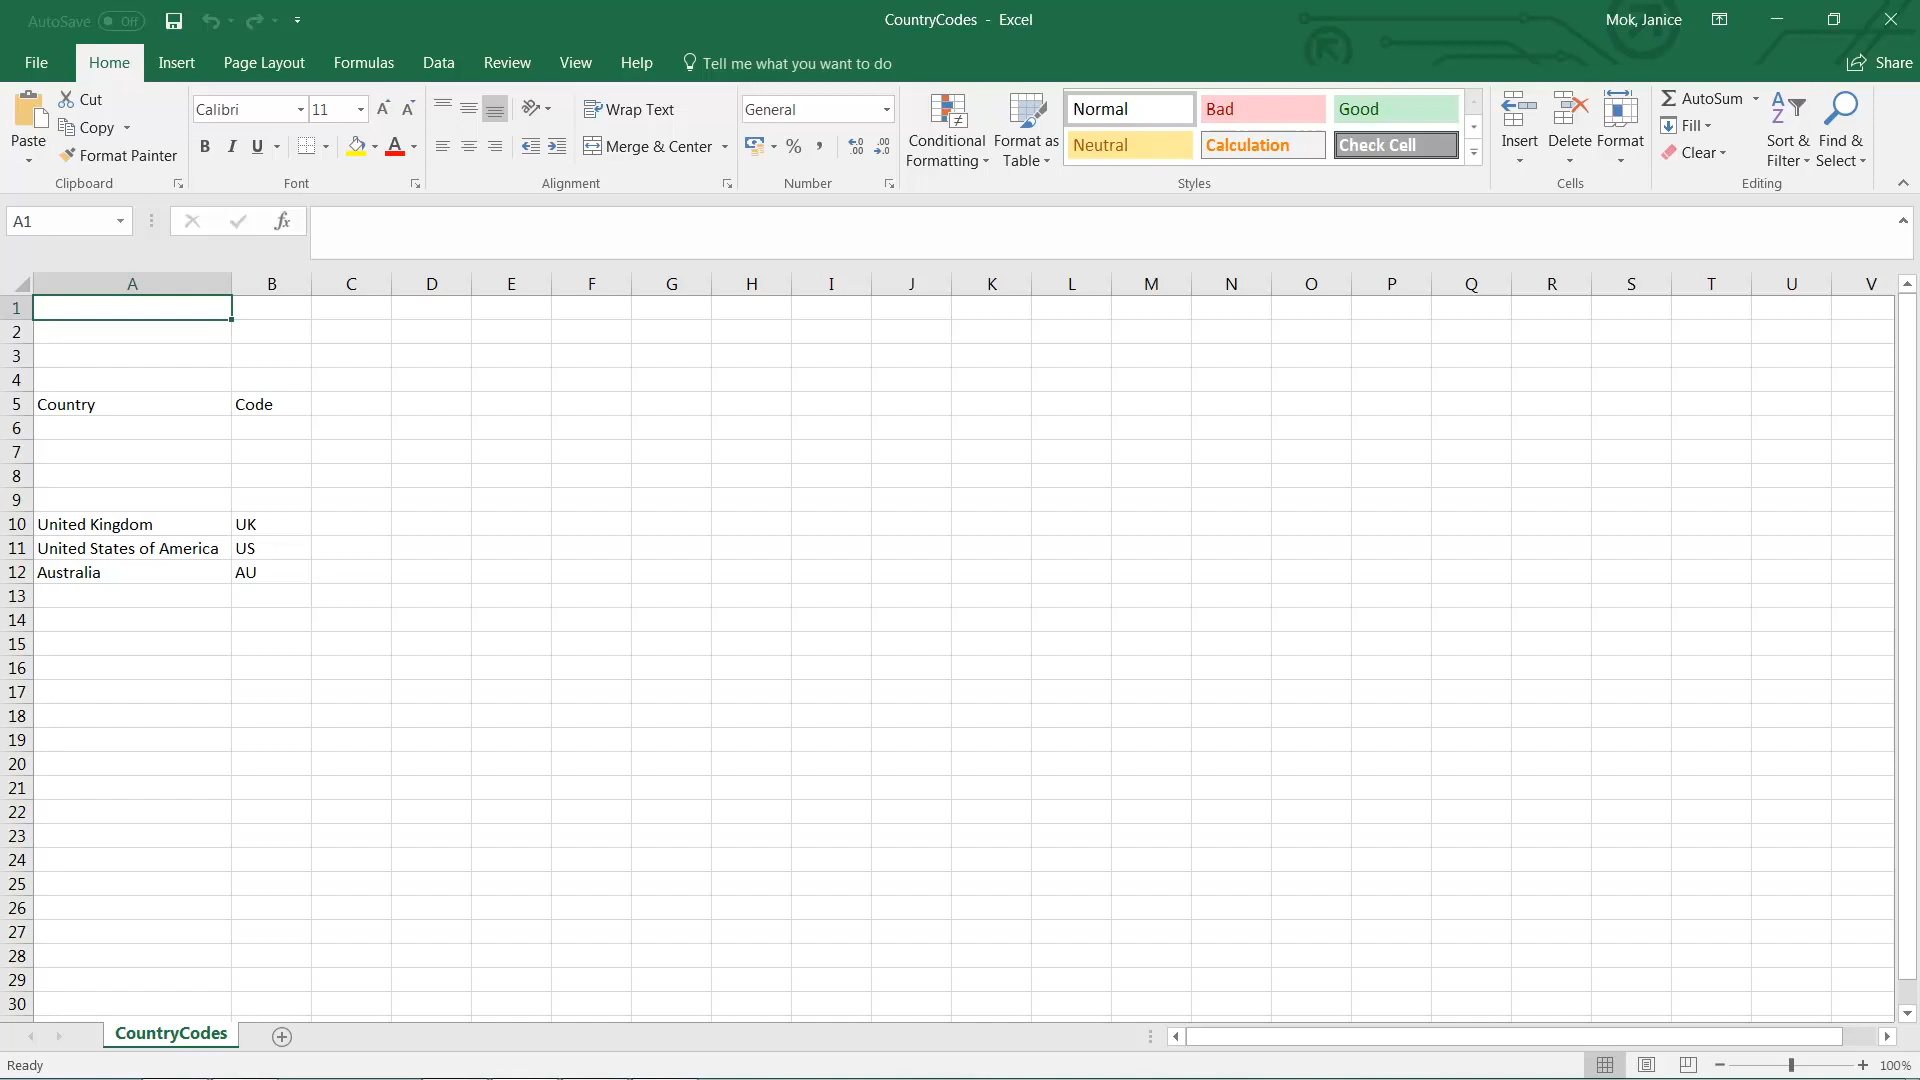 AutoSave Off
CountryCodes - Excel
Mok, Janice
File Home Insert Page Layout Formulas Data Review View Help Tell me what you want to do Share
Paste
Cut
Copy
Format Painter
Clipboard
Calibri 11
B I U
Font
Wrap Text
Merge & Center
Alignment
General
%
Number
Conditional Formatting
Format as Table
Normal Bad Good
Neutral Calculation Check Cell
Styles
Insert Delete Format
Cells
AutoSum
Fill
Clear
Sort & Filter
Find & Select
Editing
A1 fx
A B C D E F G H I J K L M N O P Q R S T U V
1
2
3
4
5 Country Code
6
7
8
9
10 United Kingdom UK
11 United States of America US
12 Australia AU
13
14
15
16
17
18
19
20
21
22
23
24
25
26
27
28
29
30
CountryCodes
Ready 100%